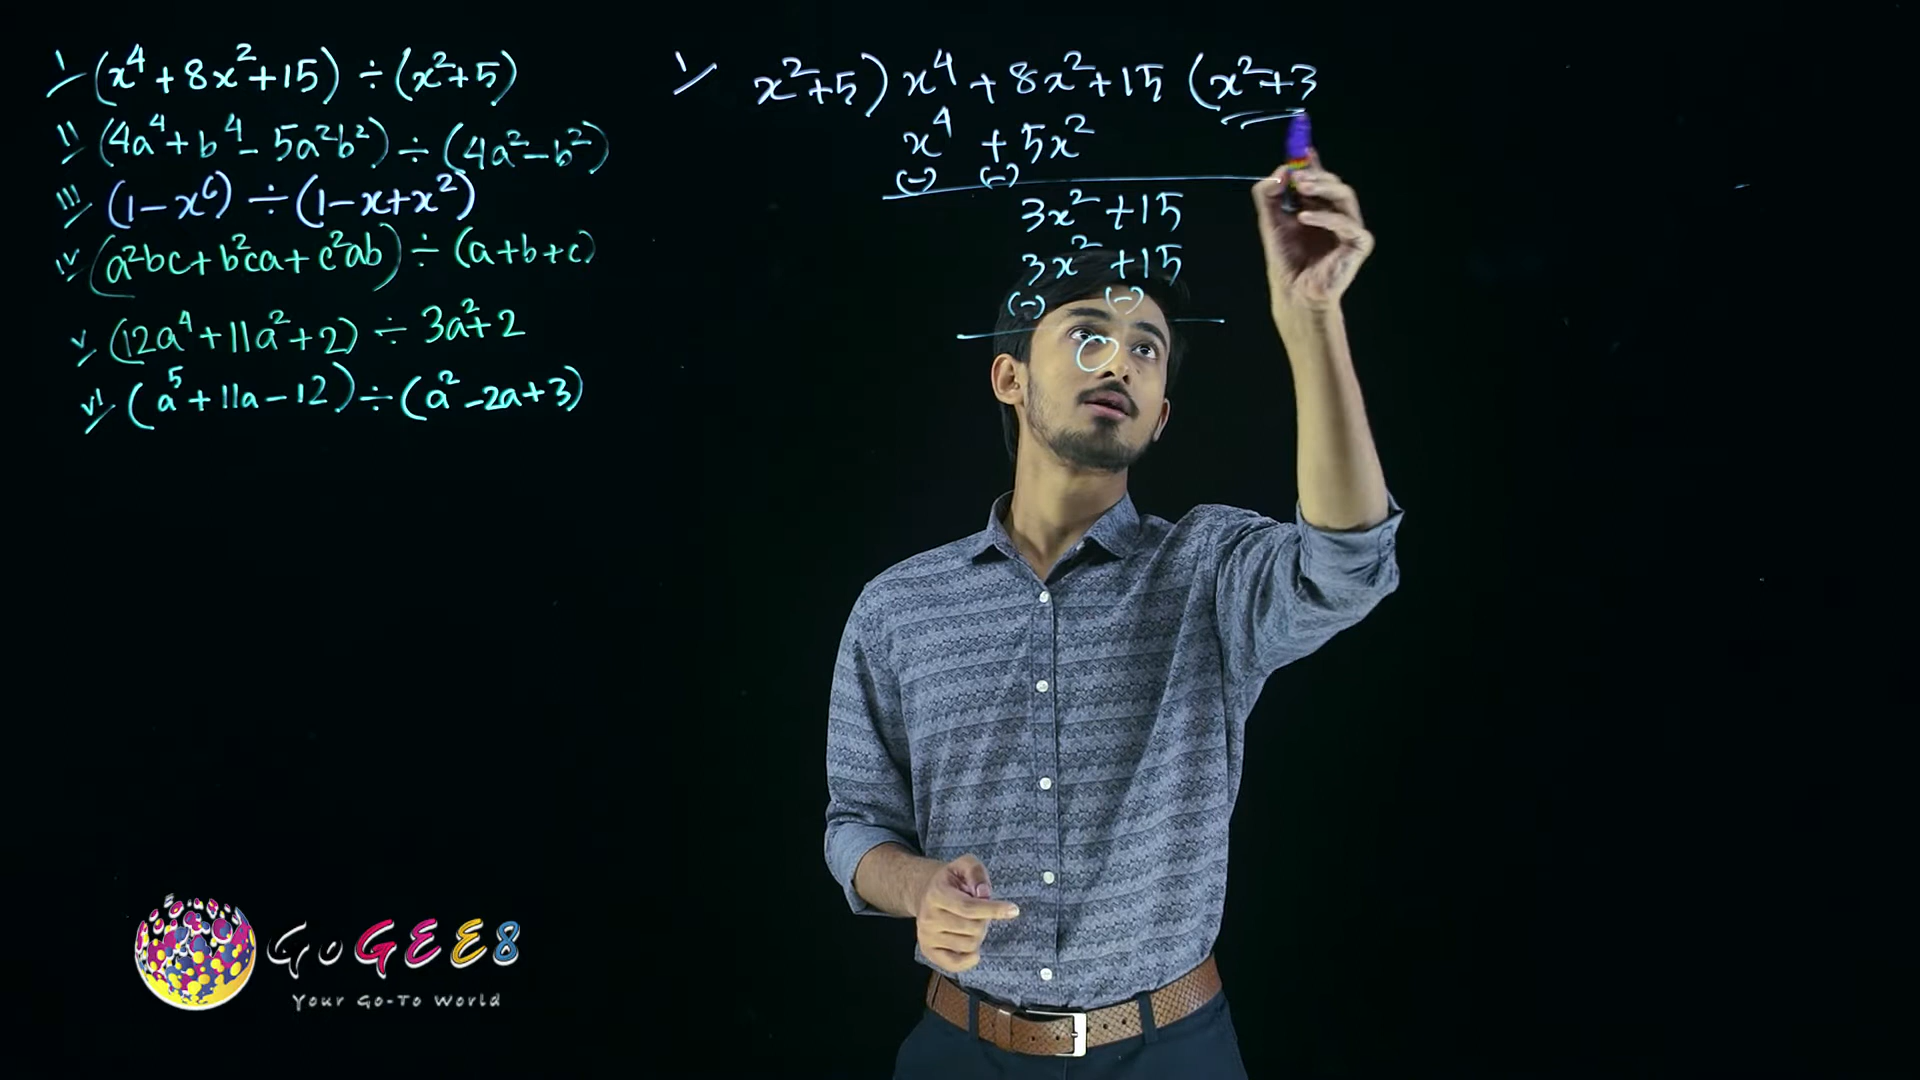 i/ (x⁴+8x²+15) ÷ (x²+5)
ii/ (4a⁴+b⁴-5a²b²) ÷ (4a²-b²)
iii/ (1-x⁶) ÷ (1-x+x²)
iv/ (a²bc+b²ca+c²ab) ÷ (a+b+c)
v/ (12a⁴+11a²+2) ÷ 3a²+2
vi/ (a⁵+11a-12) ÷ (a²-2a+3)
i/ x²+5) x⁴+8x²+15 (x²+3
x⁴ +5x²
(-) (-)
3x²+15
3x²+15
(-) (-)
0
GoGEE8
Your Go-To World